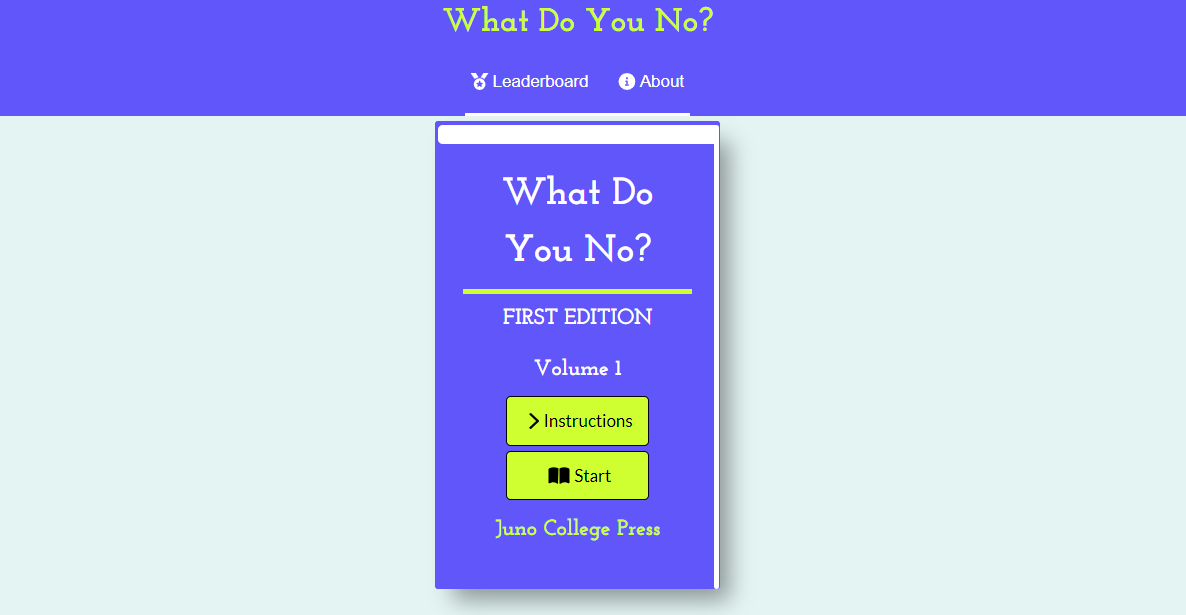 What Do You No?
Leaderboard About
What Do
You No?
FIRST EDITION
Volume 1
Instructions
Start
Juno College Press